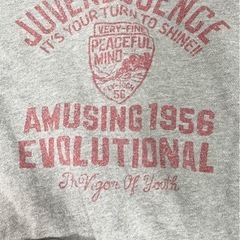 JUVENESCENCE
IT'S YOUR TURN TO SHINE!!
VERY-FINE
PEACEFUL
MIND
56
AMUSING 1956
EVOLUTIONAL
The Vigor Of Youth